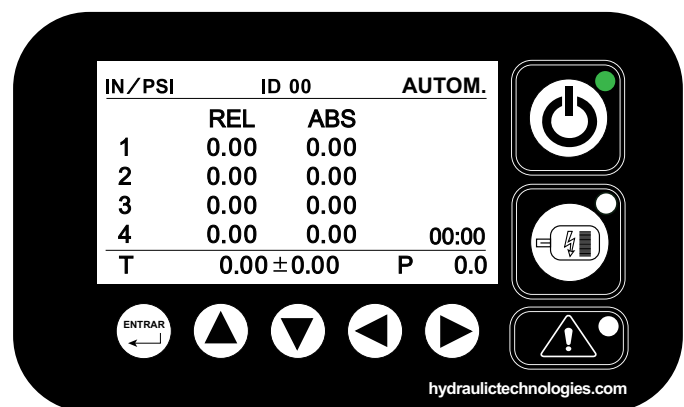 IN/PSI ID 00 AUTOM.
REL ABS
1 0.00 0.00
2 0.00 0.00
3 0.00 0.00
4 0.00 0.00 00:00
T 0.00±0.00 P 0.0
ENTRAR
hydraulictechnologies.com